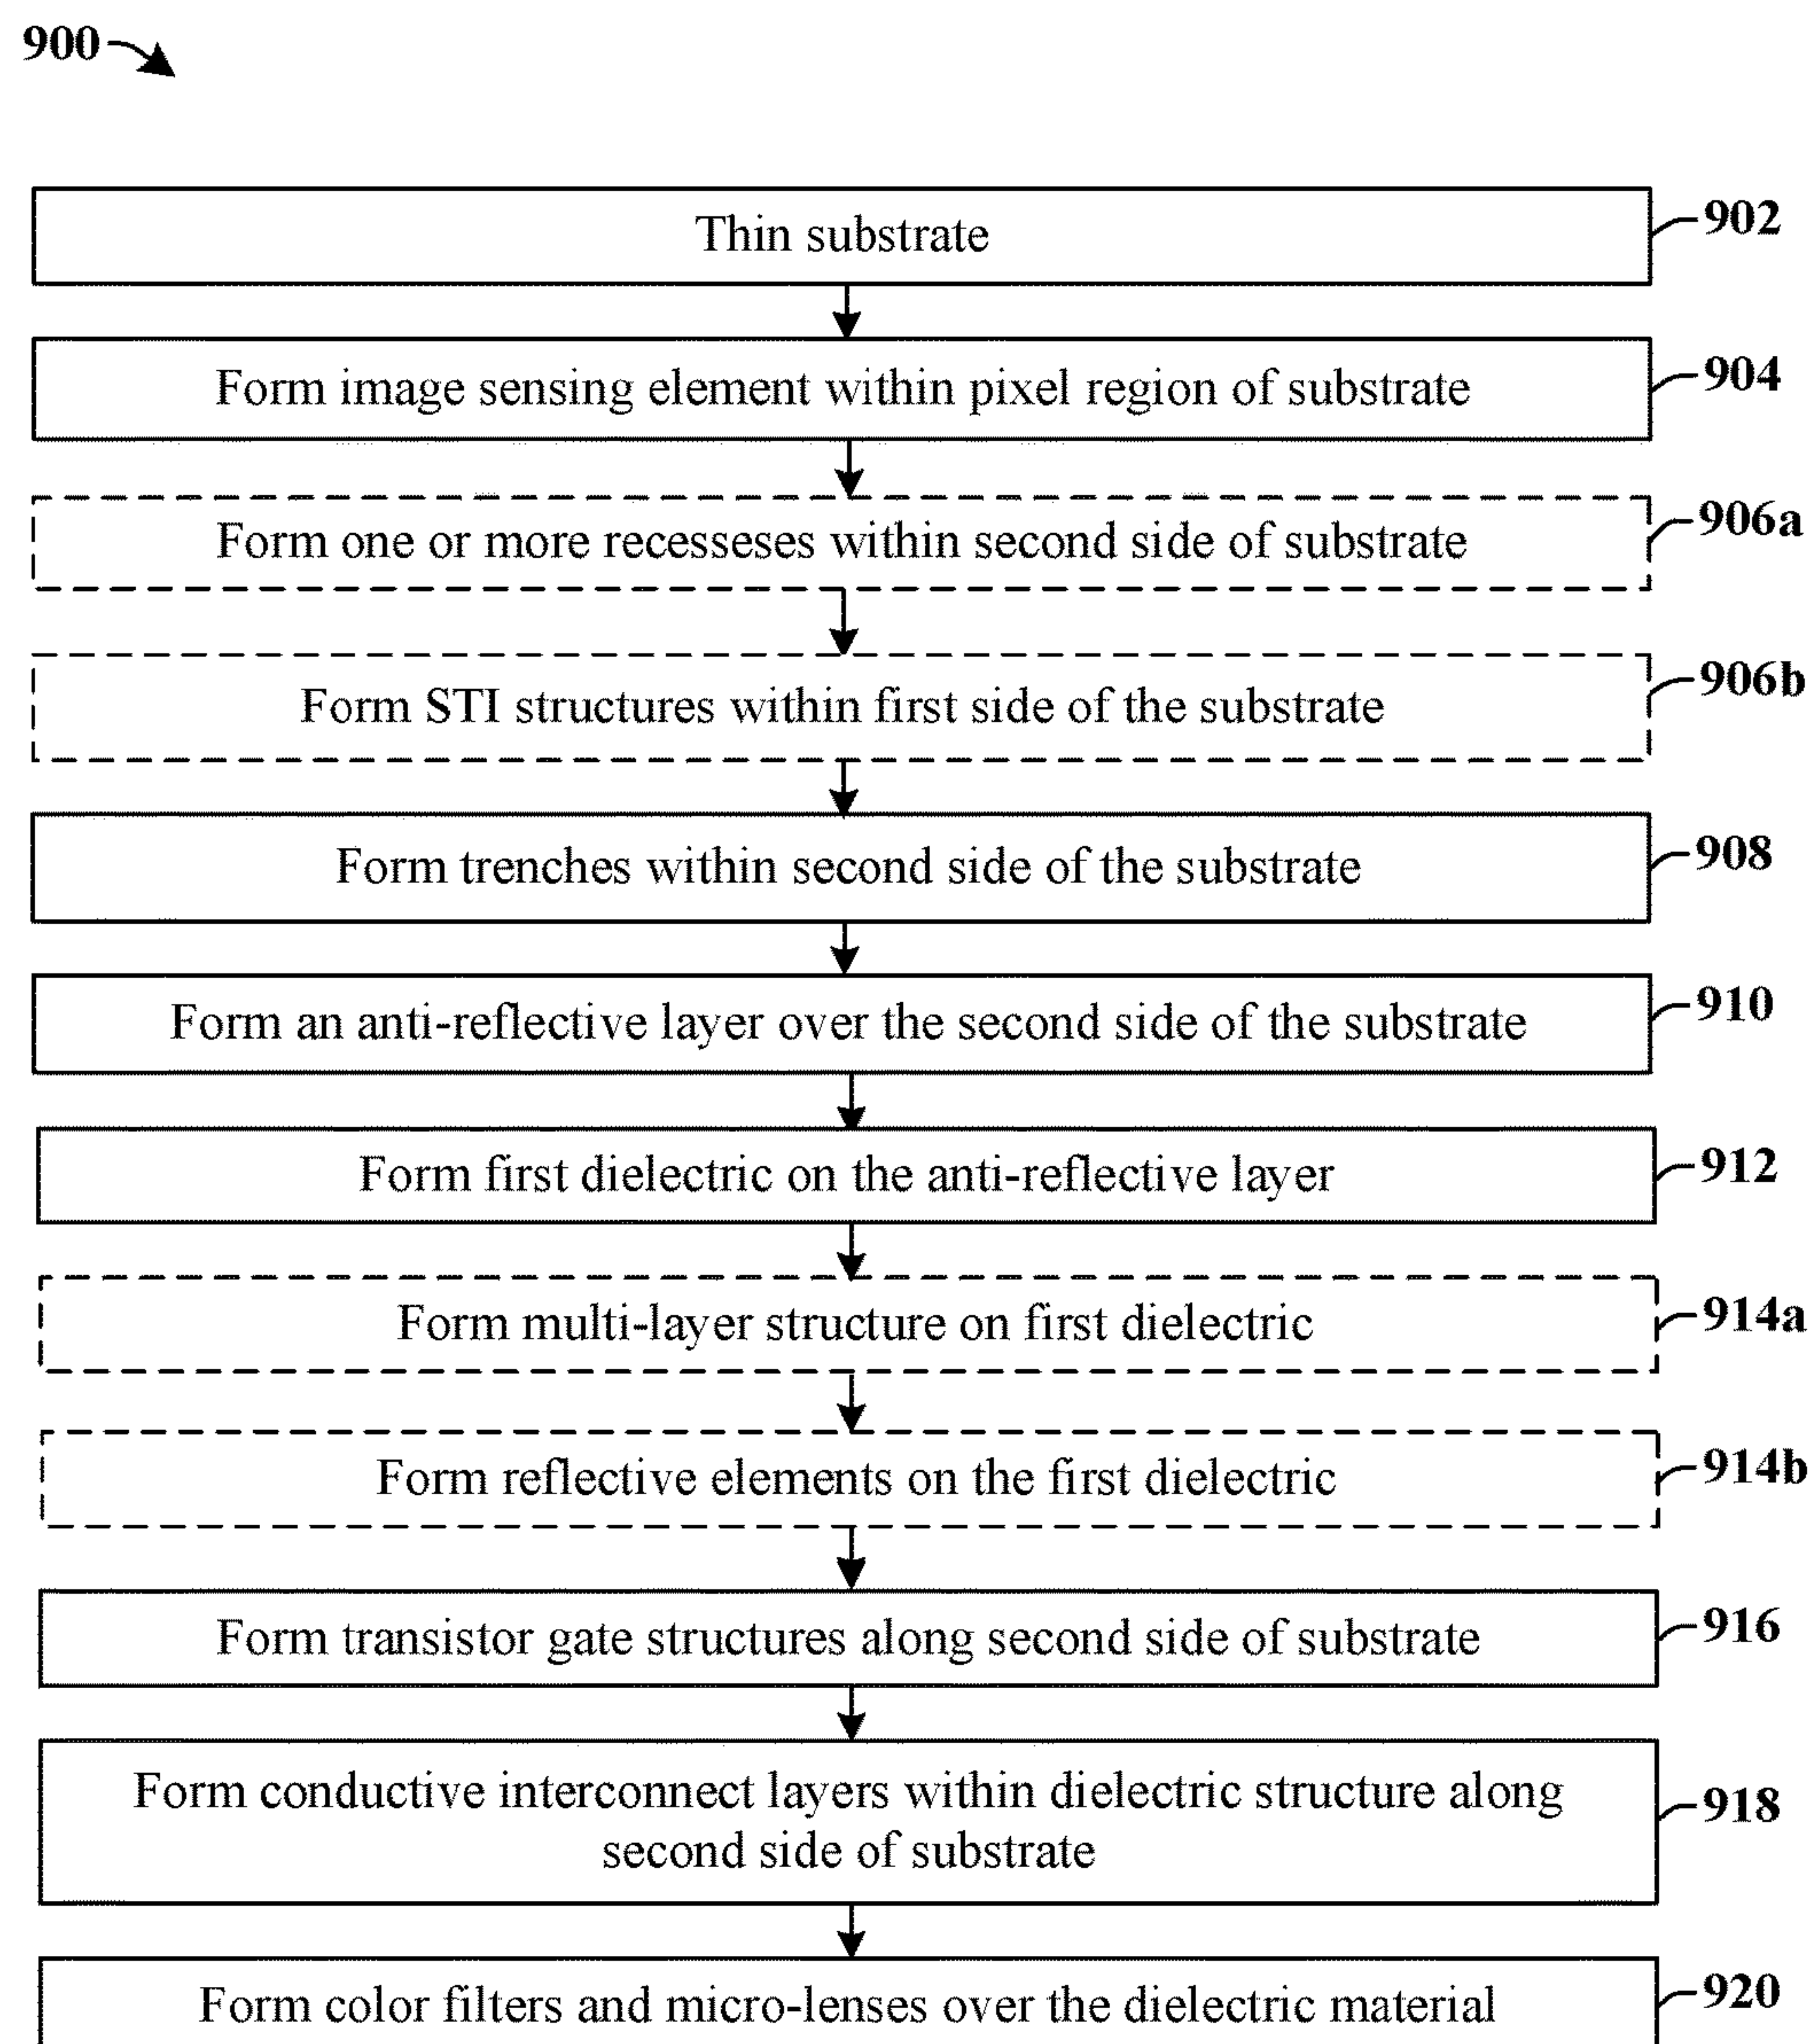 900
Thin substrate
902
Form image sensing element within pixel region of substrate
904
Form one or more recesseses within second side of substrate
906a
Form STI structures within first side of the substrate
906b
Form trenches within second side of the substrate
908
Form an anti-reflective layer over the second side of the substrate
910
Form first dielectric on the anti-reflective layer
912
Form multi-layer structure on first dielectric
914a
Form reflective elements on the first dielectric
914b
Form transistor gate structures along second side of substrate
916
Form conductive interconnect layers within dielectric structure along
second side of substrate
918
Form color filters and micro-lenses over the dielectric material
920